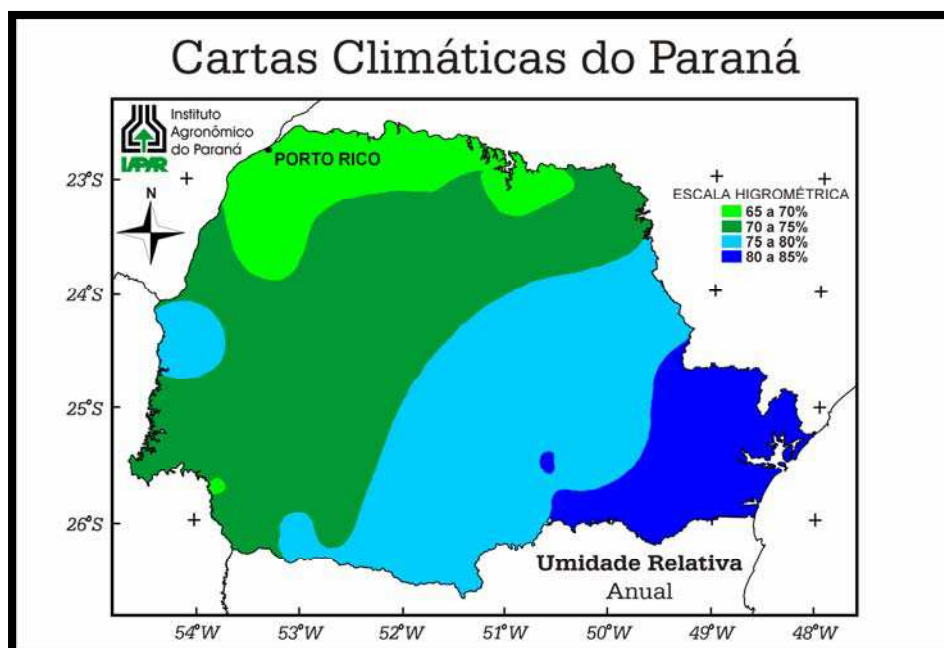 Cartas Climáticas do Paraná
Instituto
Agronômico
do Paraná
IAPAR
PORTO RICO
N
23°S
24°S
25°S
26°S
ESCALA HIGROMÉTRICA
65 a 70%
70 a 75%
75 a 80%
80 a 85%
Umidade Relativa
Anual
54°W 53°W 52°W 51°W 50°W 49°W 48°W